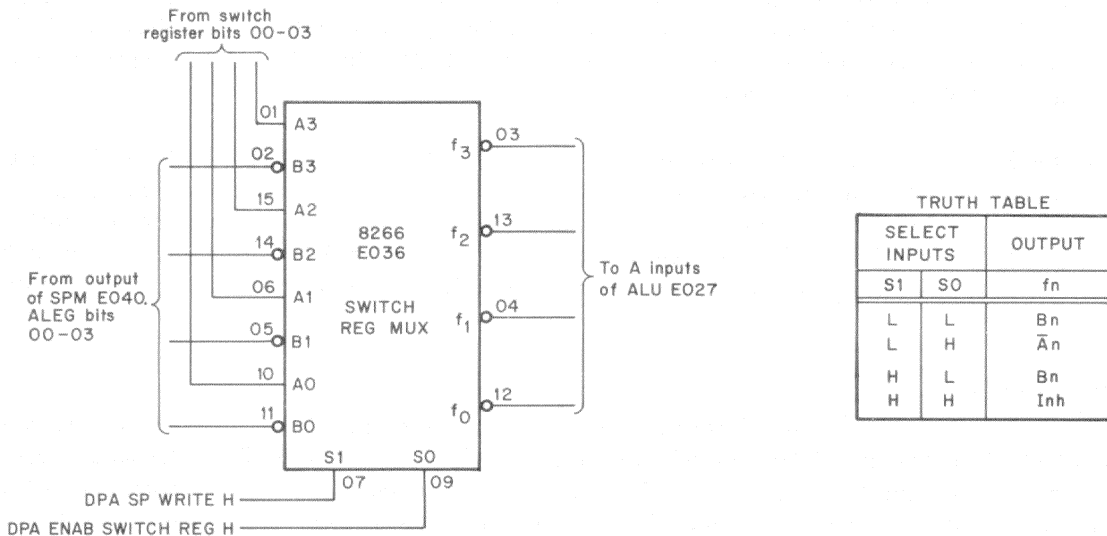 From switch
register bits 00-03
01
A3
02
B3
15
A2
14
B2
06
A1
05
B1
10
A0
11
B0
8266
E036
SWITCH
REG MUX
f3
03
f2
13
f1
04
f0
12
S1
S0
07
09
From output
of SPM E040.
ALEG bits
00-03
To A inputs
of ALU E027
DPA SP WRITE H
DPA ENAB SWITCH REG H
TRUTH TABLE
SELECT INPUTS
OUTPUT
S1 S0 fn
L L Bn
L H A̅n
H L Bn
H H Inh